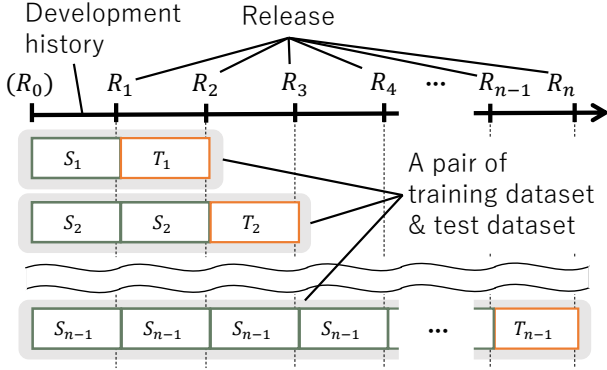 Development
history
Release
(R₀) R₁ R₂ R₃ R₄ ... Rₙ₋₁ Rₙ
S₁ T₁
A pair of
training dataset
& test dataset
S₂ S₂ T₂
Sₙ₋₁ Sₙ₋₁ Sₙ₋₁ Sₙ₋₁ ... Tₙ₋₁